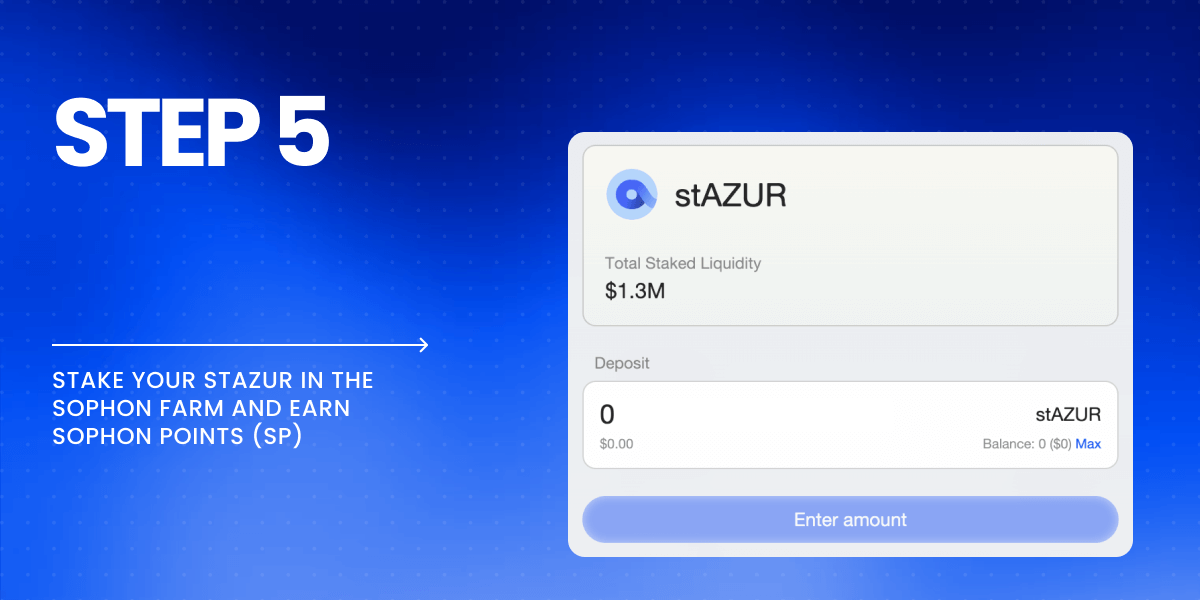 STEP 5
STAKE YOUR STAZUR IN THE
SOPHON FARM AND EARN
SOPHON POINTS (SP)
stAZUR
Total Staked Liquidity
$1.3M
Deposit
0 stAZUR
$0.00 Balance: 0 ($0) Max
Enter amount